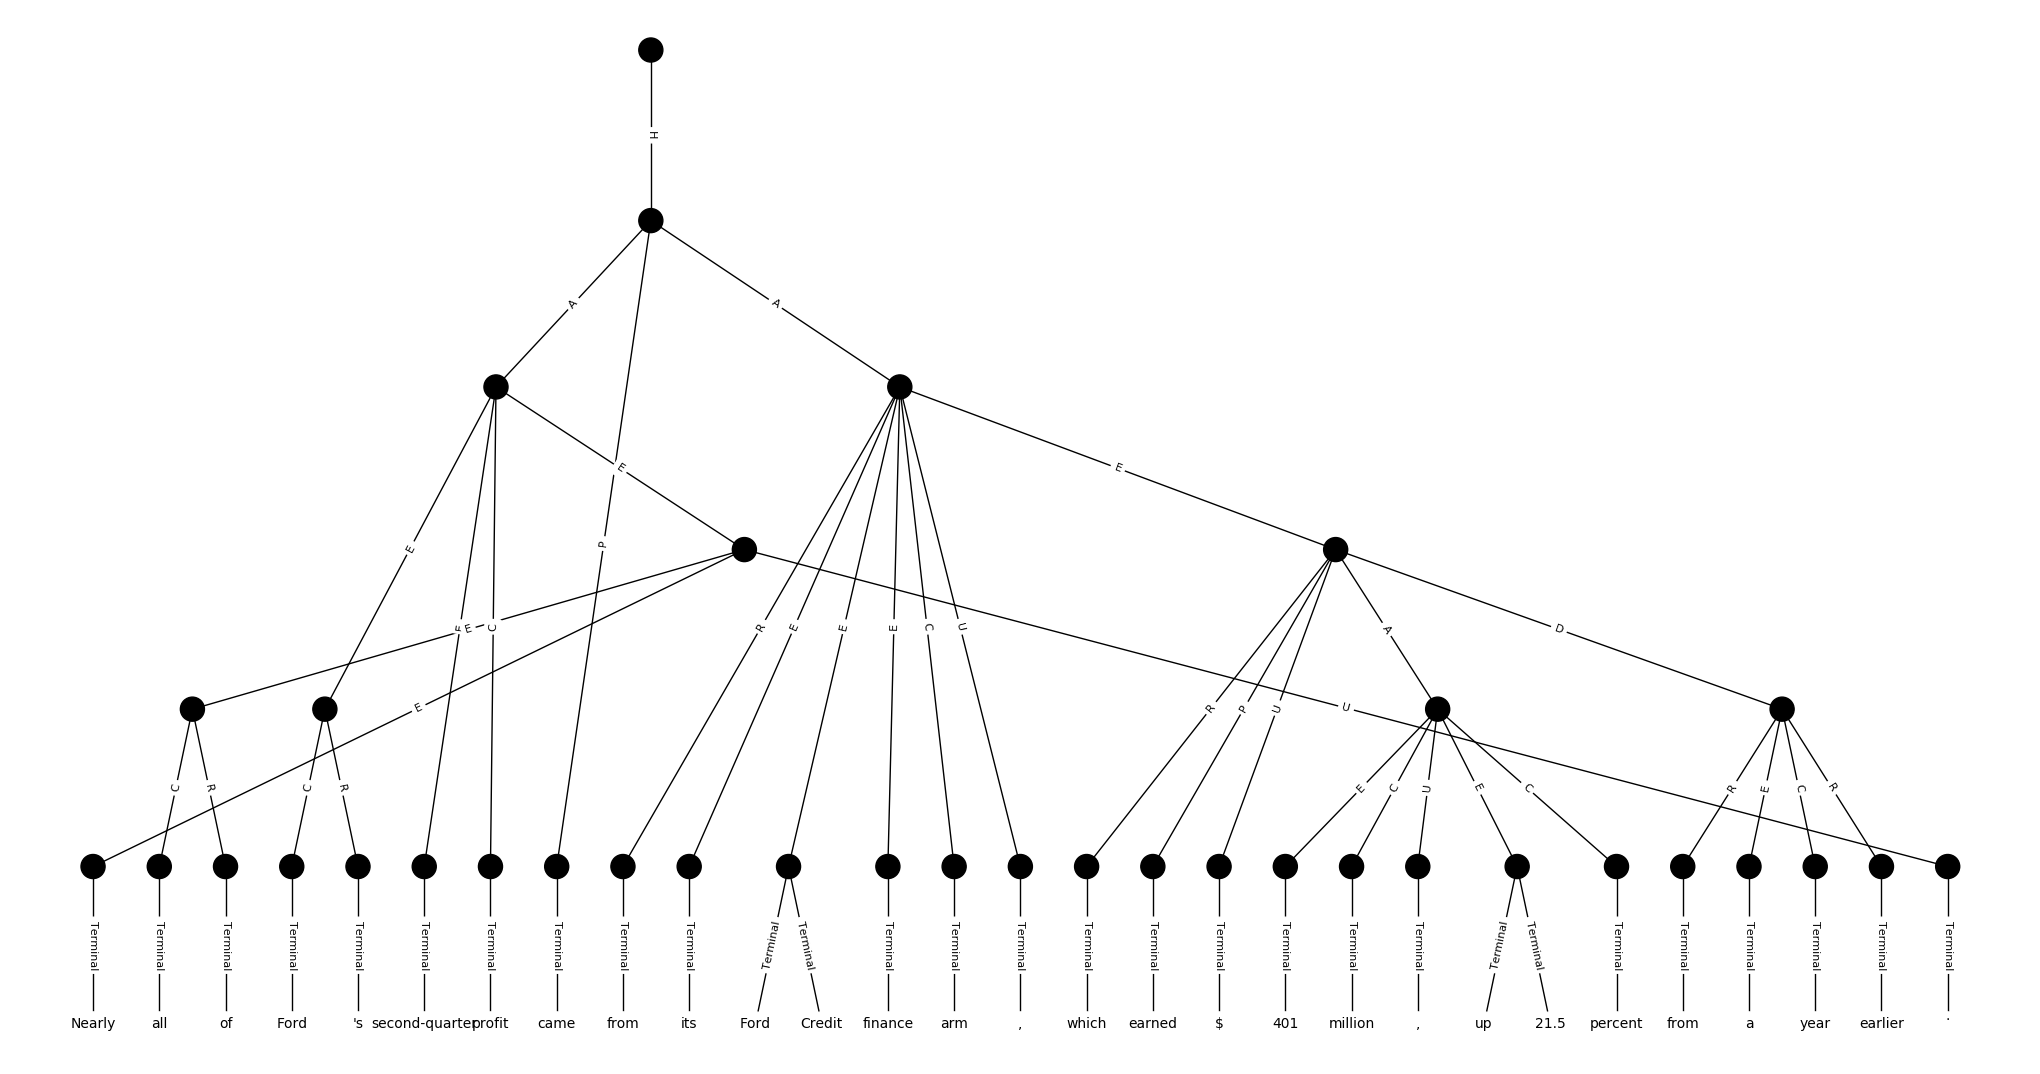 H
A A
E E
E P
E E C R E E E C U A D
E U R P U
C R C R E C U E C R E C R
Terminal Terminal Terminal Terminal Terminal Terminal Terminal Terminal Terminal Terminal Terminal Terminal Terminal Terminal Terminal Terminal Terminal Terminal Terminal Terminal Terminal Terminal Terminal Terminal Terminal Terminal Terminal Terminal Terminal
Nearly all of Ford 's second-quarter profit came from its Ford Credit finance arm , which earned $ 401 million , up 21.5 percent from a year earlier .